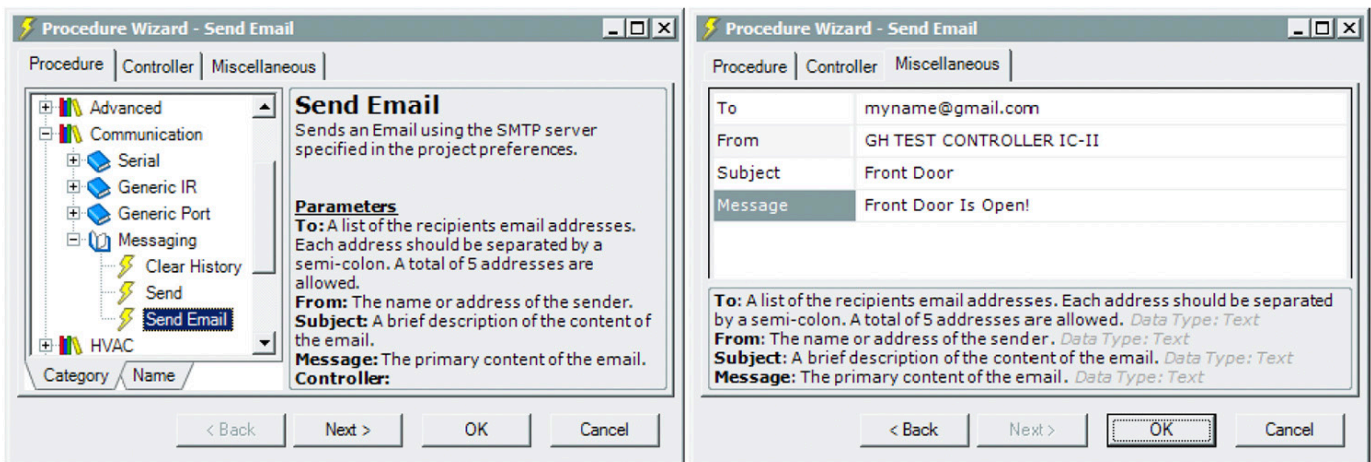 Procedure Wizard - Send Email
Procedure Controller Miscellaneous
Advanced
Communication
Serial
Generic IR
Generic Port
Messaging
Clear History
Send
Send Email
HVAC
Category Name
Send Email
Sends an Email using the SMTP server
specified in the project preferences.
Parameters
To: A list of the recipients email addresses.
Each address should be separated by a
semi-colon. A total of 5 addresses are
allowed.
From: The name or address of the sender.
Subject: A brief description of the content of
the email.
Message: The primary content of the email.
Controller:
< Back Next > OK Cancel
Procedure Wizard - Send Email
Procedure Controller Miscellaneous
To myname@gmail.com
From GH TEST CONTROLLER IC-II
Subject Front Door
Message Front Door Is Open!
To: A list of the recipients email addresses. Each address should be separated
by a semi-colon. A total of 5 addresses are allowed. Data Type: Text
From: The name or address of the sender. Data Type: Text
Subject: A brief description of the content of the email. Data Type: Text
Message: The primary content of the email. Data Type: Text
< Back Next > OK Cancel